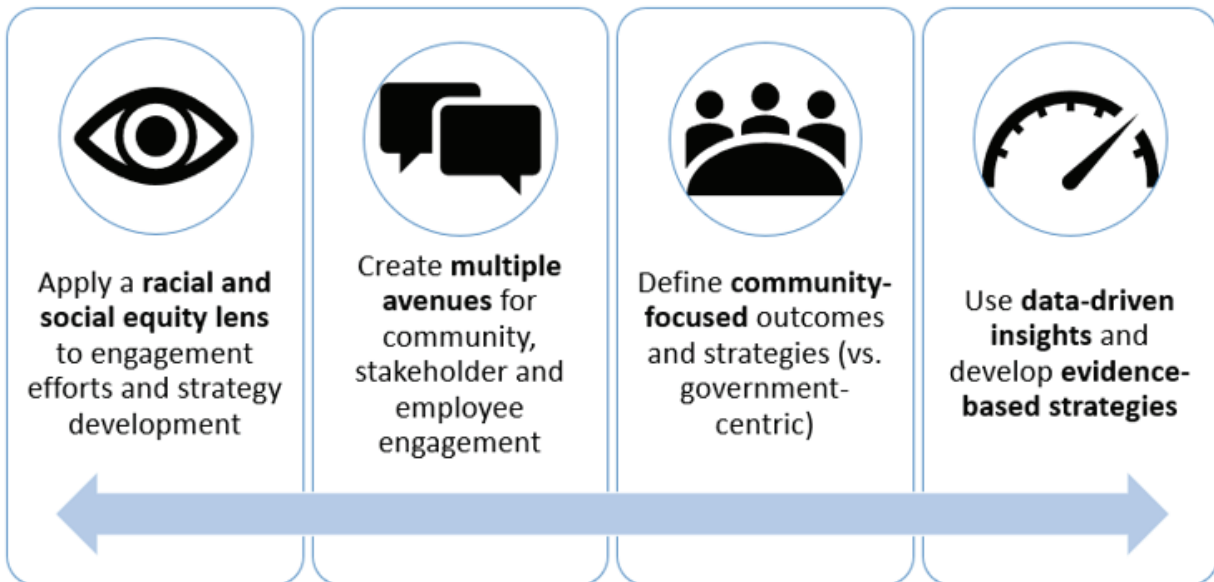 Apply a racial and
social equity lens
to engagement
efforts and strategy
development
Create multiple
avenues for
community,
stakeholder and
employee
engagement
Define community-
focused outcomes
and strategies (vs.
government-
centric)
Use data-driven
insights and
develop evidence-
based strategies